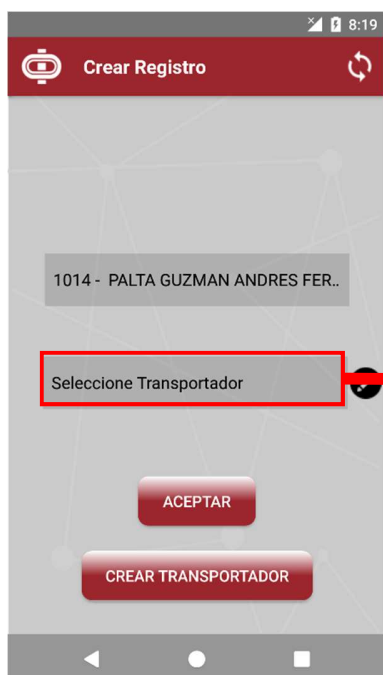 8:19
Crear Registro
1014 - PALTA GUZMAN ANDRES FER..
Seleccione Transportador
ACEPTAR
CREAR TRANSPORTADOR